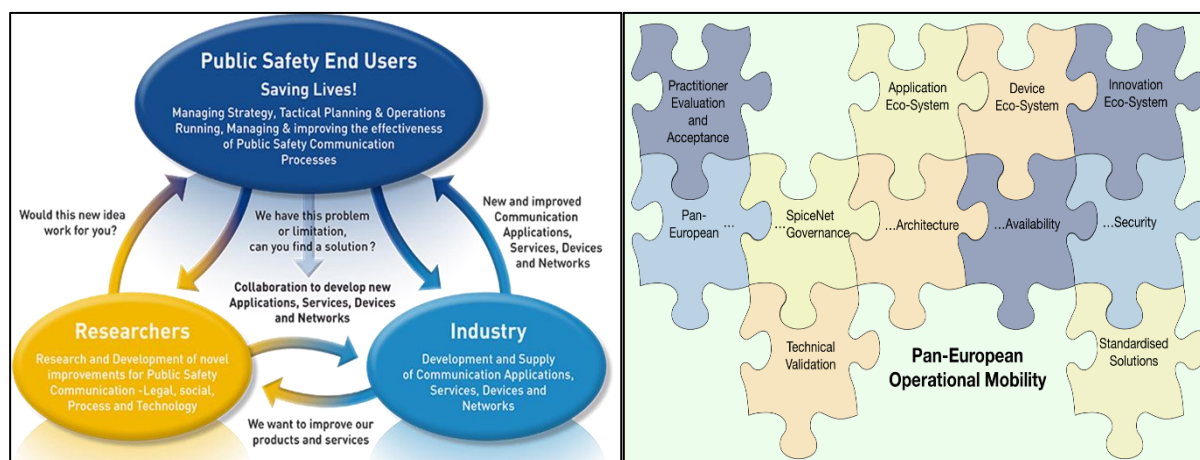 Public Safety End Users
Saving Lives!
Managing Strategy, Tactical Planning & Operations
Running, Managing & improving the effectiveness
of Public Safety Communication
Processes
Would this new idea
work for you?
We have this problem
or limitation,
can you find a solution?
New and improved
Communication
Applications,
Services, Devices
and Networks
Collaboration to develop new
Applications, Services, Devices
and Networks
Researchers
Research and Development of novel
improvements for Public Safety
Communication -Legal, social,
Process and Technology
Industry
Development and Supply
of Communication Applications,
Services, Devices and
Networks
We want to improve our
products and services
Practitioner
Evaluation
and
Acceptance
Application
Eco-System
Device
Eco-System
Innovation
Eco-System
Pan-
European ...
...SpiceNet
Governance
...Architecture
...Availability
...Security
Technical
Validation
Pan-European
Operational Mobility
Standardised
Solutions